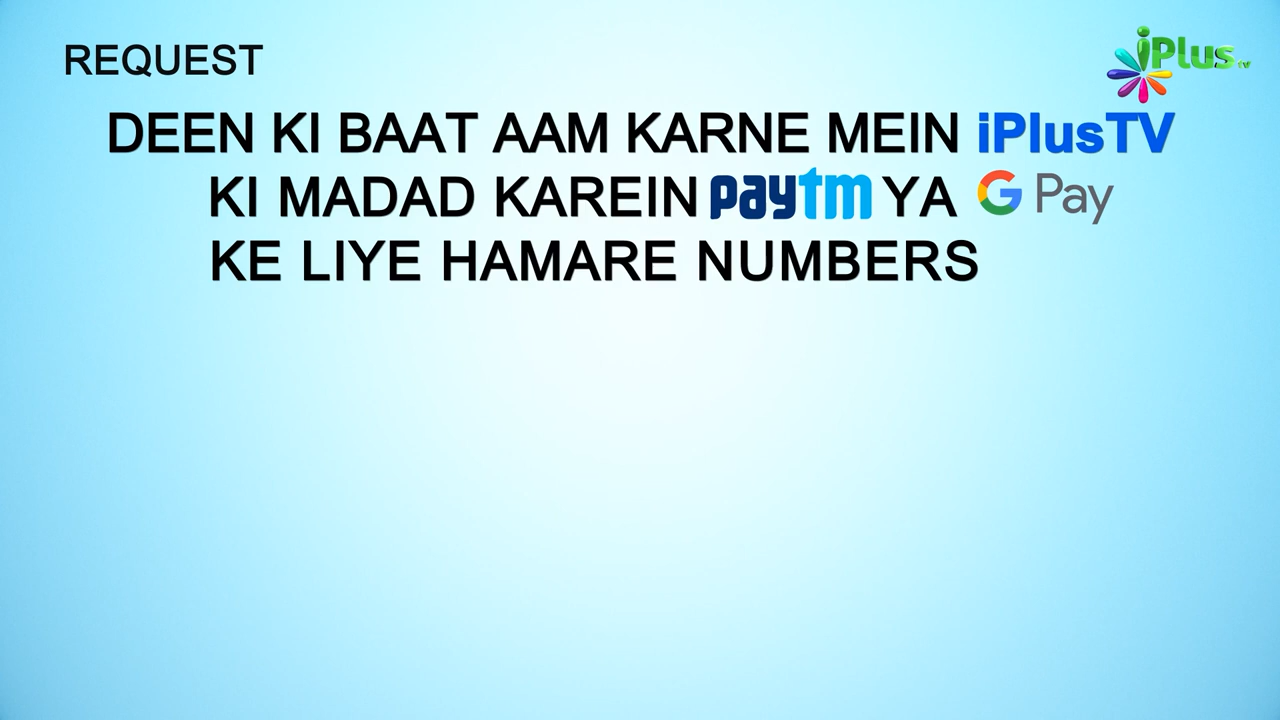 REQUEST
iPlus TV
DEEN KI BAAT AAM KARNE MEIN iPlusTV
KI MADAD KAREIN paytm YA G Pay
KE LIYE HAMARE NUMBERS